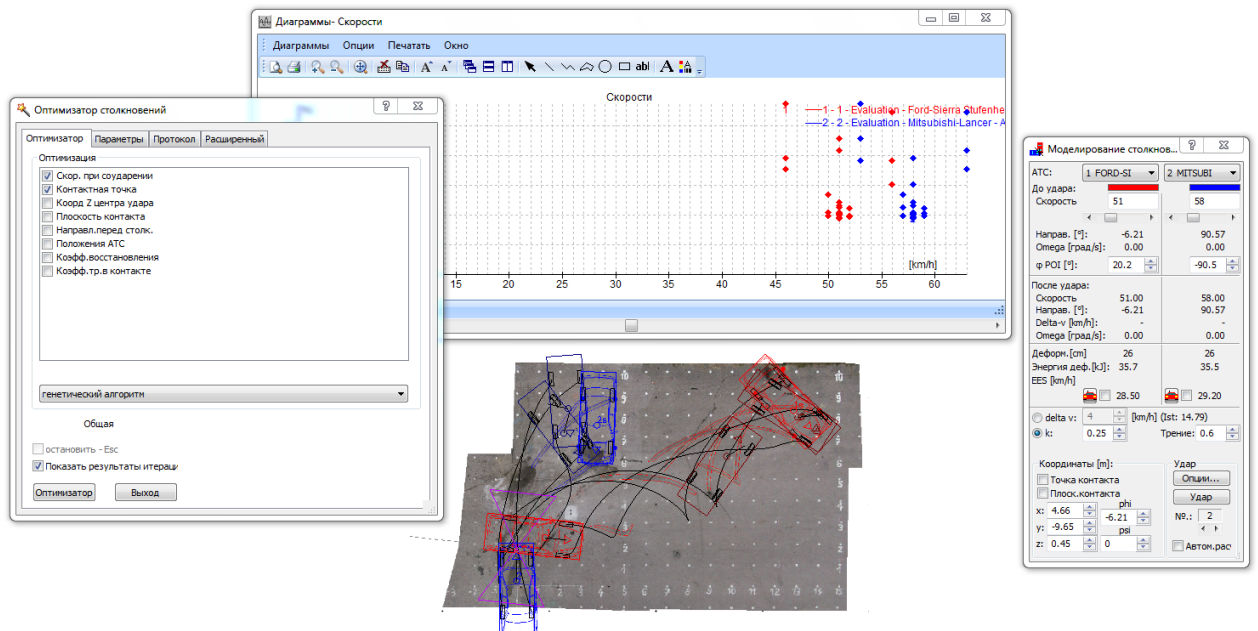 Диаграммы- Скорости
Диаграммы Опции Печатать Окно
abl A
Скорости
1 - 1 - Evaluation - Ford-Sierra Stufenhe
2 - 2 - Evaluation - Mitsubishi-Lancer - A
[km/h]
15 20 25 30 35 40 45 50 55 60
Оптимизатор столкновений
Оптимизатор Параметры Протокол Расширенный
Оптимизация
Скор. при соударении
Контактная точка
Коорд Z центра удара
Плоскость контакта
Направл.перед столк.
Положения АТС
Коэфф.восстановления
Коэфф.тр.в контакте
генетический алгоритм
Общая
остановить - Esc
Показать результаты итераци
Оптимизатор Выход
Моделирование столкнов...
АТС: 1 FORD-SI 2 MITSUBI
До удара:
Скорость 51 58
Направ. [°]: -6.21 90.57
Omega [град/s]: 0.00 0.00
φ POI [°]: 20.2 -90.5
После удара:
Скорость 51.00 58.00
Направ. [°]: -6.21 90.57
Delta-v [km/h]: - -
Omega [град/s]: 0.00 0.00
Деформ.[cm] 26 26
Энергия деф.[kJ]: 35.7 35.5
EES [km/h]
28.50 29.20
delta v: 4 [km/h] (Ist: 14.79)
k: 0.25 Трение: 0.6
Координаты [m]: Удар
Точка контакта Опции...
Плоск.контакта Удар
x: 4.66 phi -6.21 №.: 2
y: -9.65 psi
z: 0.45 0 Автом.рас